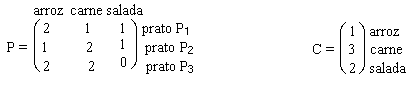 arroz carne salada
2 1 1 prato P1
P = 1 2 1 prato P2
2 2 0 prato P3
1 arroz
C = 3 carne
2 salada